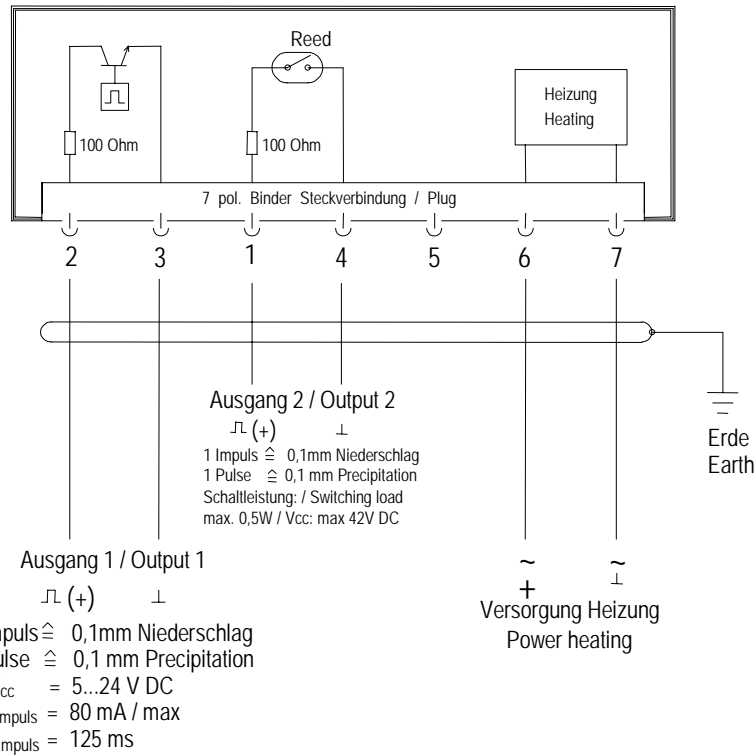 Reed
Heizung
Heating
100 Ohm
100 Ohm
7 pol. Binder Steckverbindung / Plug
2 3 1 4 5 6 7
Ausgang 2 / Output 2
⎍ (+) ⊥
1 Impuls ≙ 0,1mm Niederschlag
1 Pulse ≙ 0,1 mm Precipitation
Schaltleistung: / Switching load
max. 0,5W / Vcc: max 42V DC
Erde
Earth
Ausgang 1 / Output 1
⎍ (+) ⊥
≙ 0,1mm Niederschlag
≙ 0,1 mm Precipitation
cc = 5...24 V DC
Impuls = 80 mA / max
Impuls = 125 ms
~ ~
+ ⊥
Versorgung Heizung
Power heating